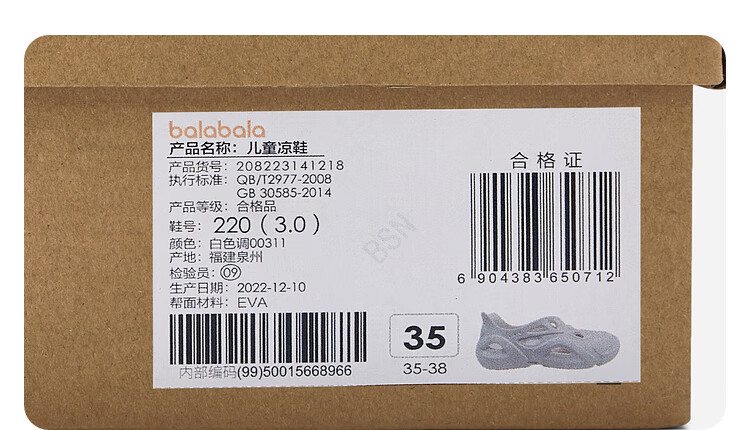 balabala
产品名称：儿童凉鞋
产品货号：208223141218
执行标准：QB/T2977-2008
GB 30585-2014
产品等级：合格品
鞋号：220（3.0）
颜色：白色调00311
产地：福建泉州
检验员：09
生产日期：2022-12-10
帮面材料：EVA
内部编码(99)50015668966
合格证
6 904383 650712
35
35-38
BSN